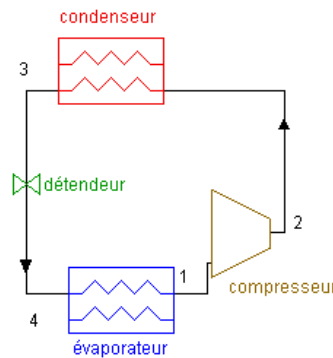 condenseur
3
détendeur
2
1
compresseur
4
évaporateur